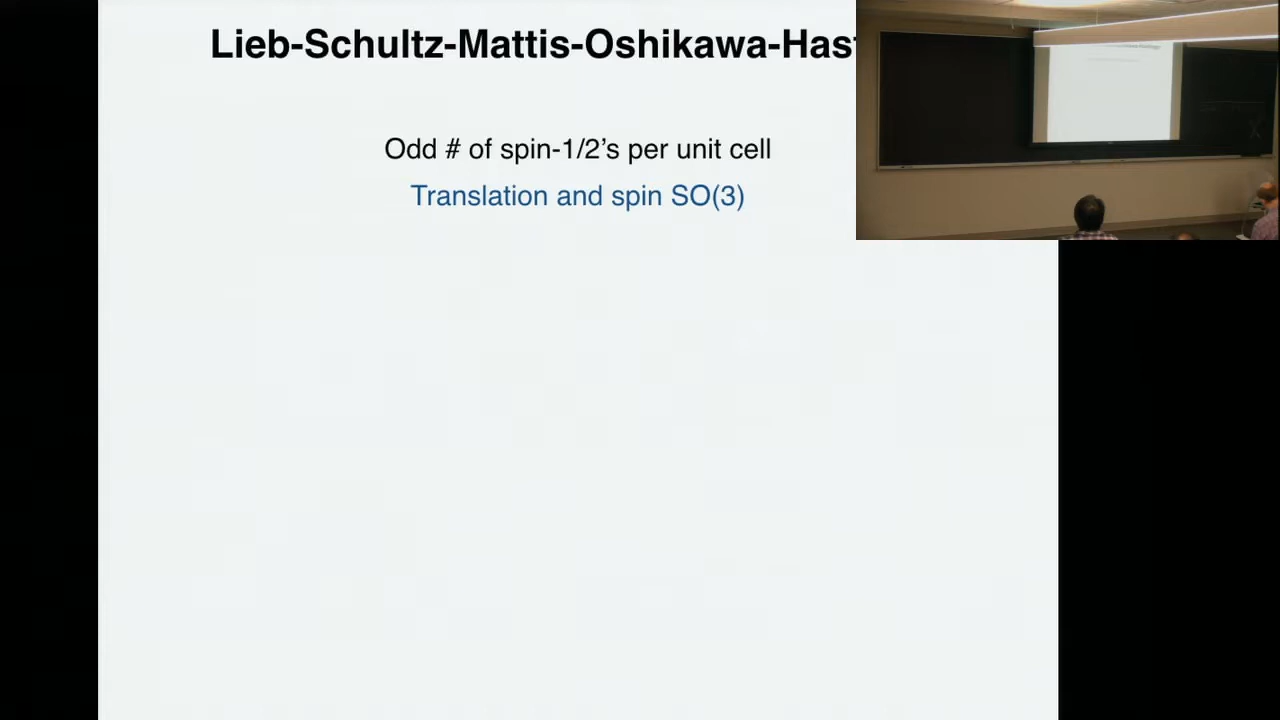 Lieb-Schultz-Mattis-Oshikawa-Has
Odd # of spin-1/2’s per unit cell
Translation and spin SO(3)